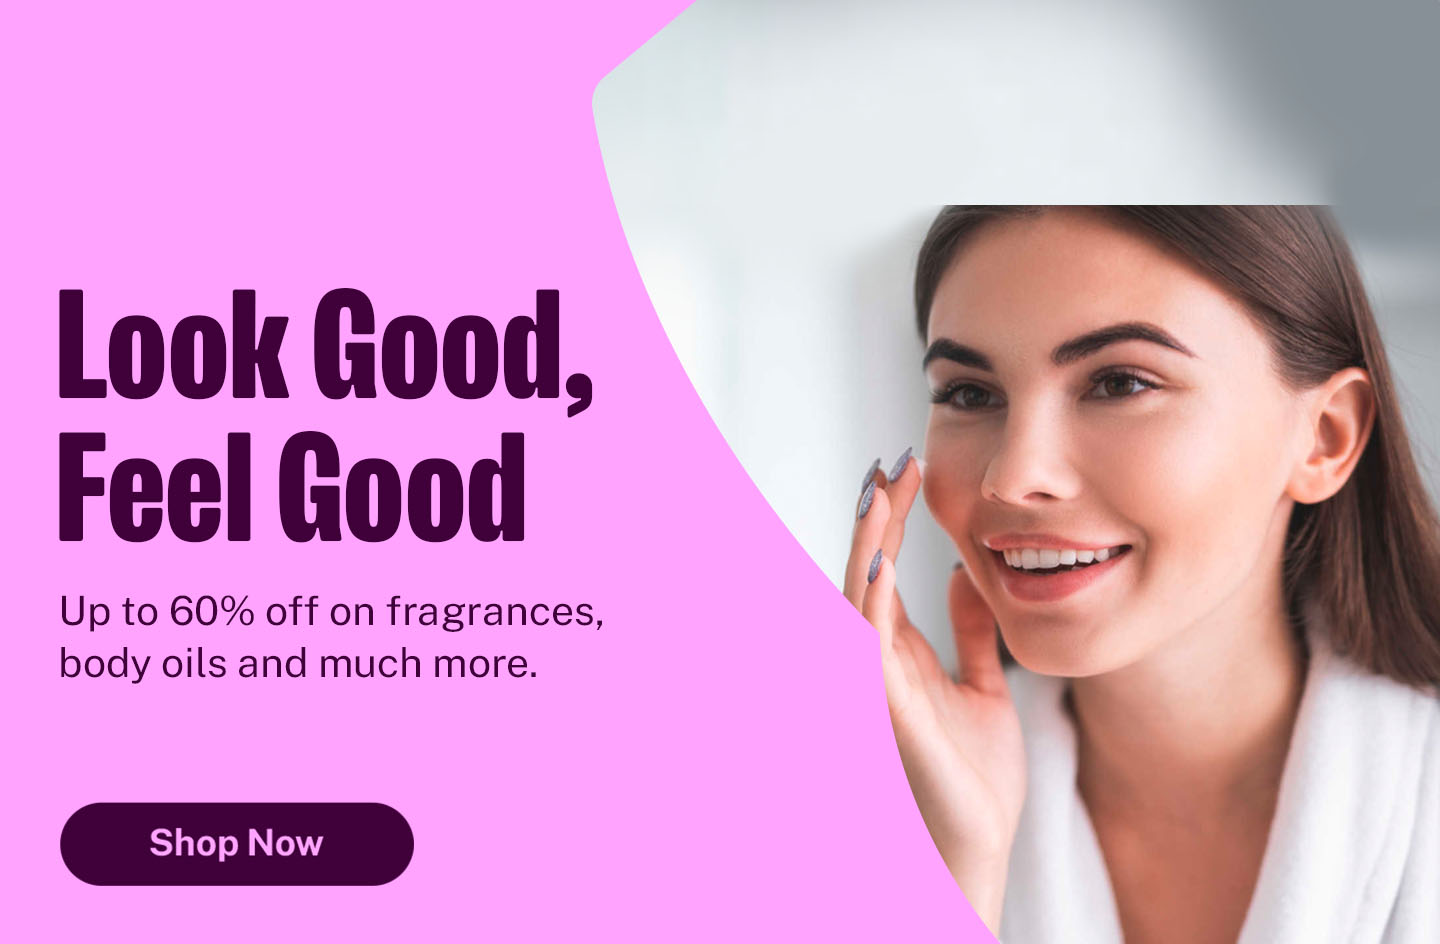 Look Good,
Feel Good
Up to 60% off on fragrances,
body oils and much more.
Shop Now